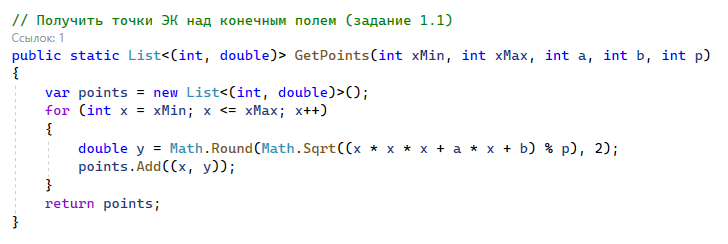 // Получить точки ЭК над конечным полем (задание 1.1)
Ссылок: 1
public static List<(int, double)> GetPoints(int xMin, int xMax, int a, int b, int p)
{
    var points = new List<(int, double)>();
    for (int x = xMin; x <= xMax; x++)
    {
        double y = Math.Round(Math.Sqrt((x * x * x + a * x + b) % p), 2);
        points.Add((x, y));
    }
    return points;
}